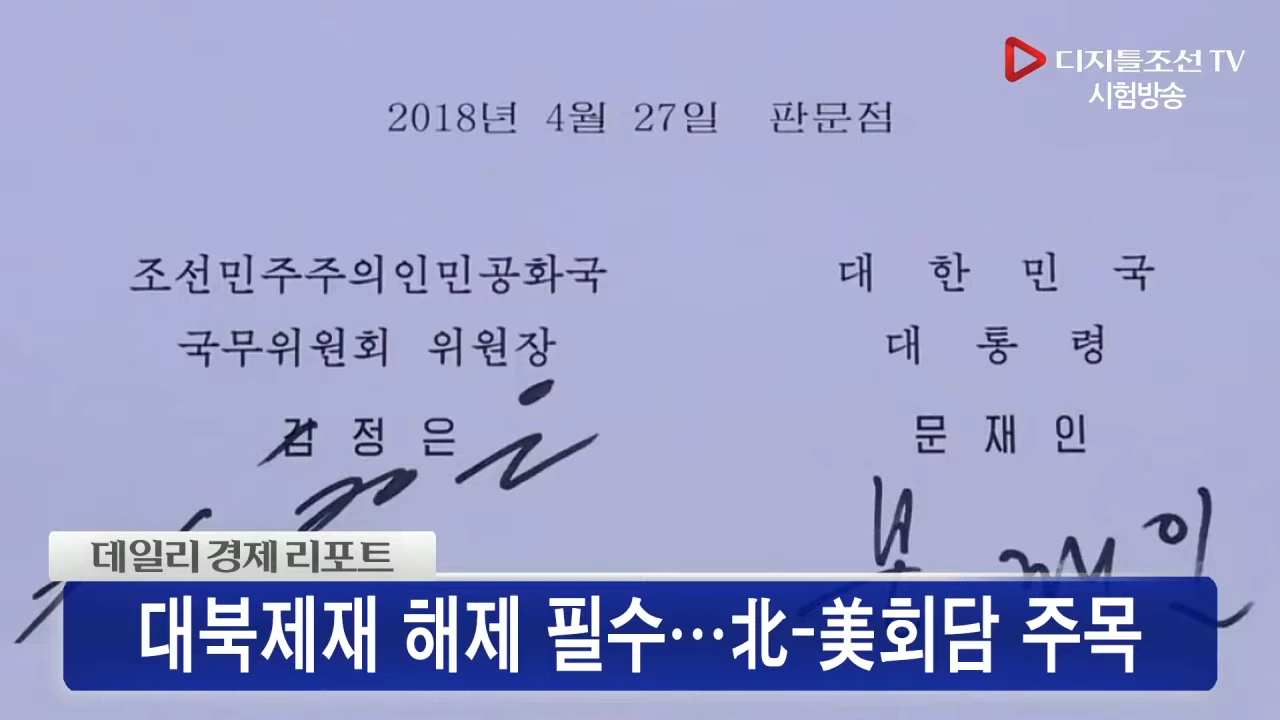 디지틀조선 TV
시험방송
2018년 4월 27일 판문점
조선민주주의인민공화국
국무위원회 위원장
김 정 은
대 한 민 국
대 통 령
문 재 인
데일리 경제 리포트
대북제재 해제 필수…北-美회담 주목